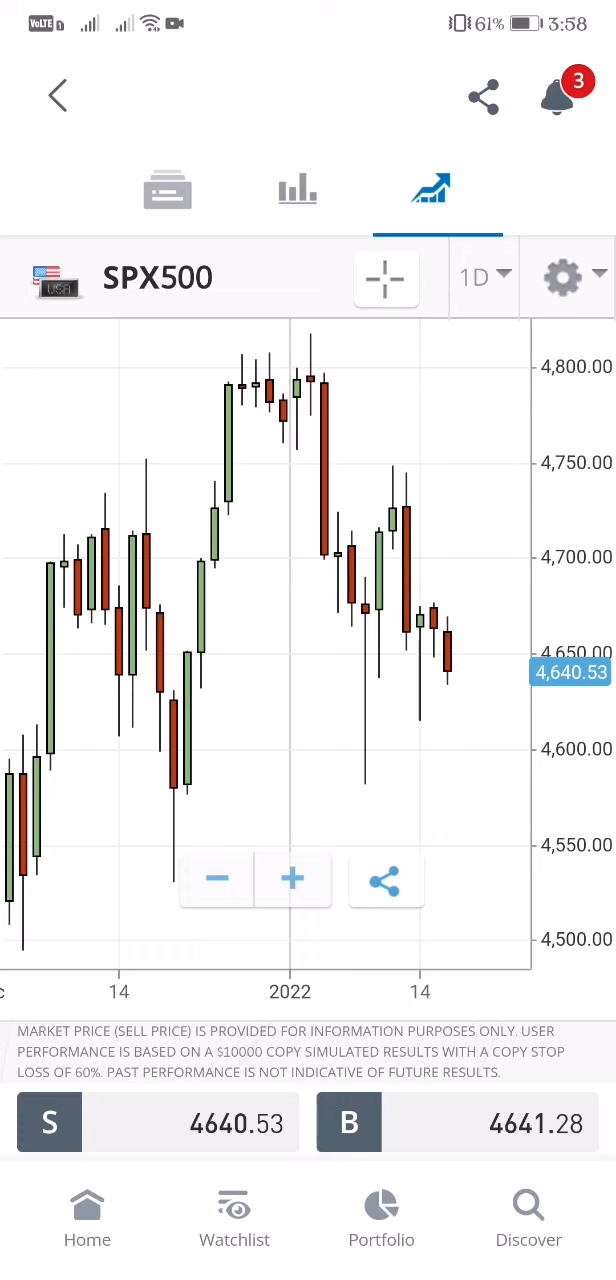 VoLTE 1 61% 3:58
3
USA SPX500 1D
4,800.00
4,750.00
4,700.00
4,650.00
4,640.53
4,600.00
4,550.00
4,500.00
c 14 2022 14
MARKET PRICE (SELL PRICE) IS PROVIDED FOR INFORMATION PURPOSES ONLY. USER
PERFORMANCE IS BASED ON A $10000 COPY SIMULATED RESULTS WITH A COPY STOP
LOSS OF 60%. PAST PERFORMANCE IS NOT INDICATIVE OF FUTURE RESULTS.
S 4640.53 B 4641.28
Home Watchlist Portfolio Discover